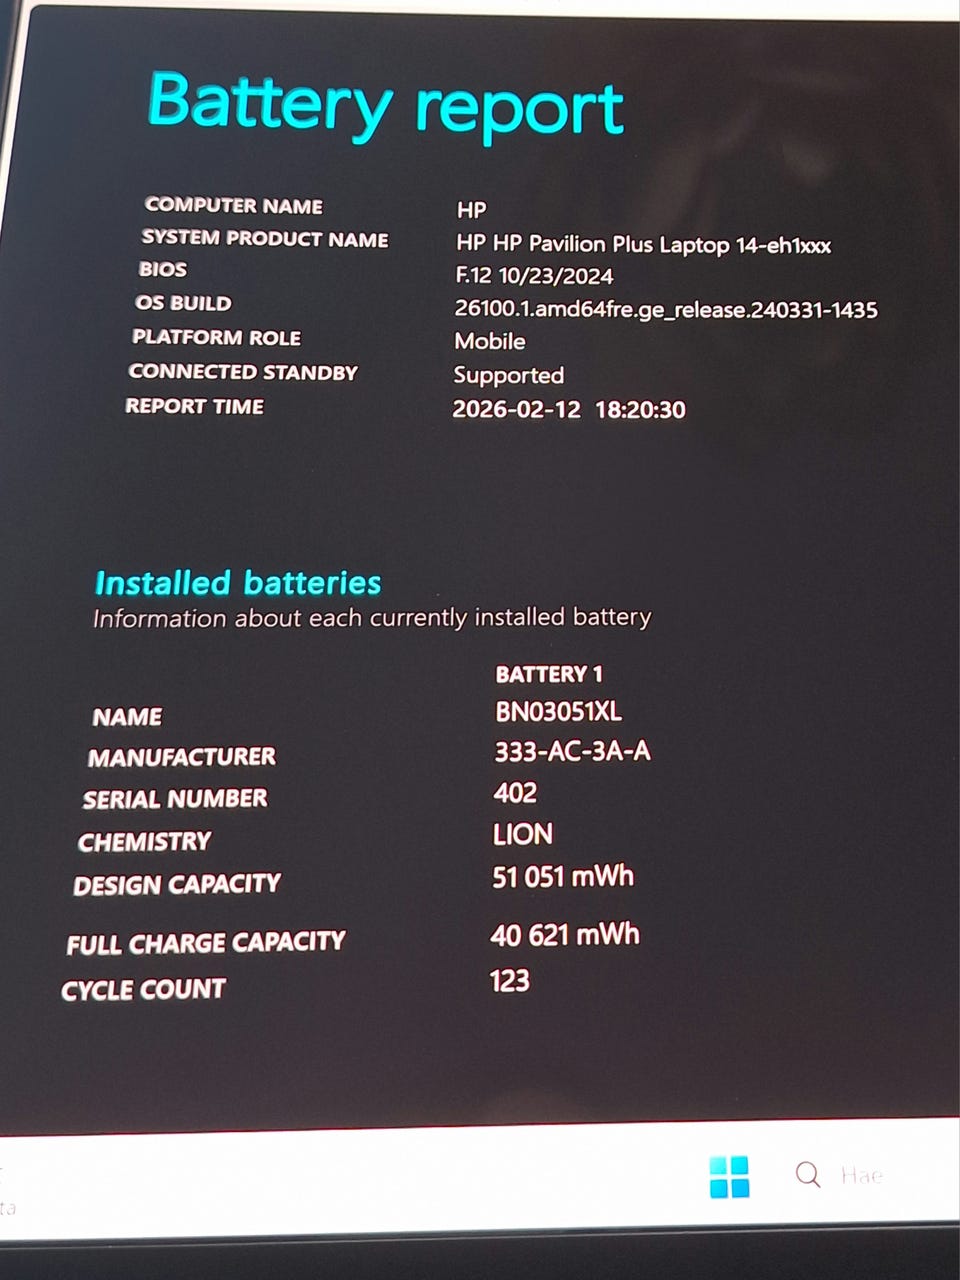 Battery report
COMPUTER NAME HP
SYSTEM PRODUCT NAME HP HP Pavilion Plus Laptop 14-eh1xxx
BIOS F.12 10/23/2024
OS BUILD 26100.1.amd64fre.ge_release.240331-1435
PLATFORM ROLE Mobile
CONNECTED STANDBY Supported
REPORT TIME 2026-02-12 18:20:30
Installed batteries
Information about each currently installed battery
BATTERY 1
NAME BN03051XL
MANUFACTURER 333-AC-3A-A
SERIAL NUMBER 402
CHEMISTRY LION
DESIGN CAPACITY 51 051 mWh
FULL CHARGE CAPACITY 40 621 mWh
CYCLE COUNT 123
Hae